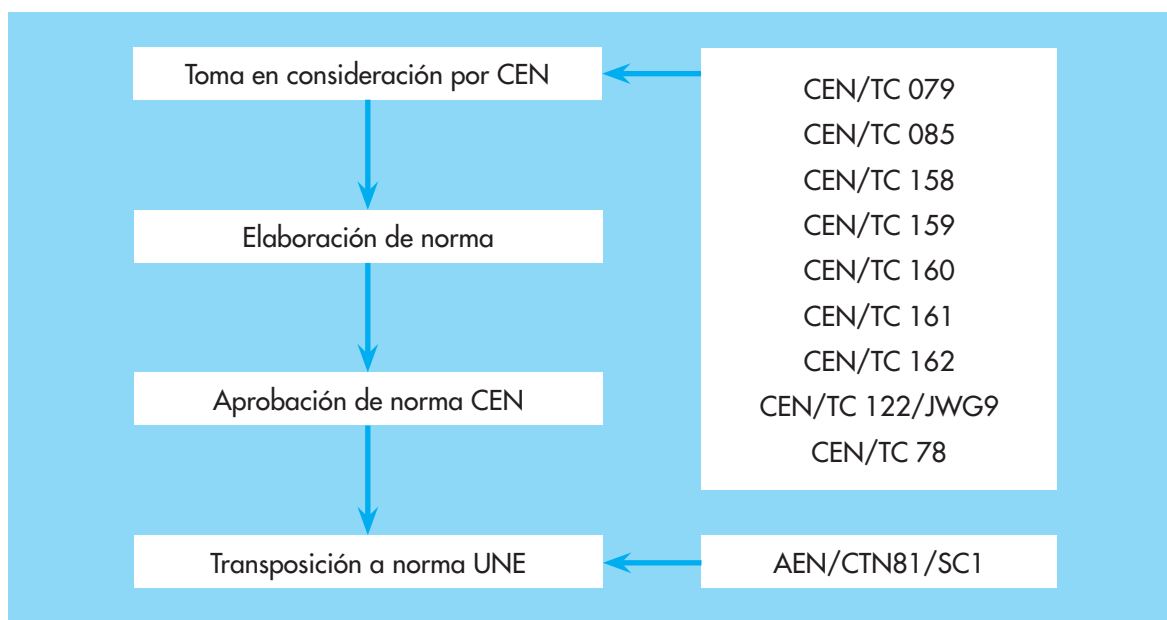 Toma en consideración por CEN
Elaboración de norma
Aprobación de norma CEN
Transposición a norma UNE
CEN/TC 079
CEN/TC 085
CEN/TC 158
CEN/TC 159
CEN/TC 160
CEN/TC 161
CEN/TC 162
CEN/TC 122/JWG9
CEN/TC 78
AEN/CTN81/SC1